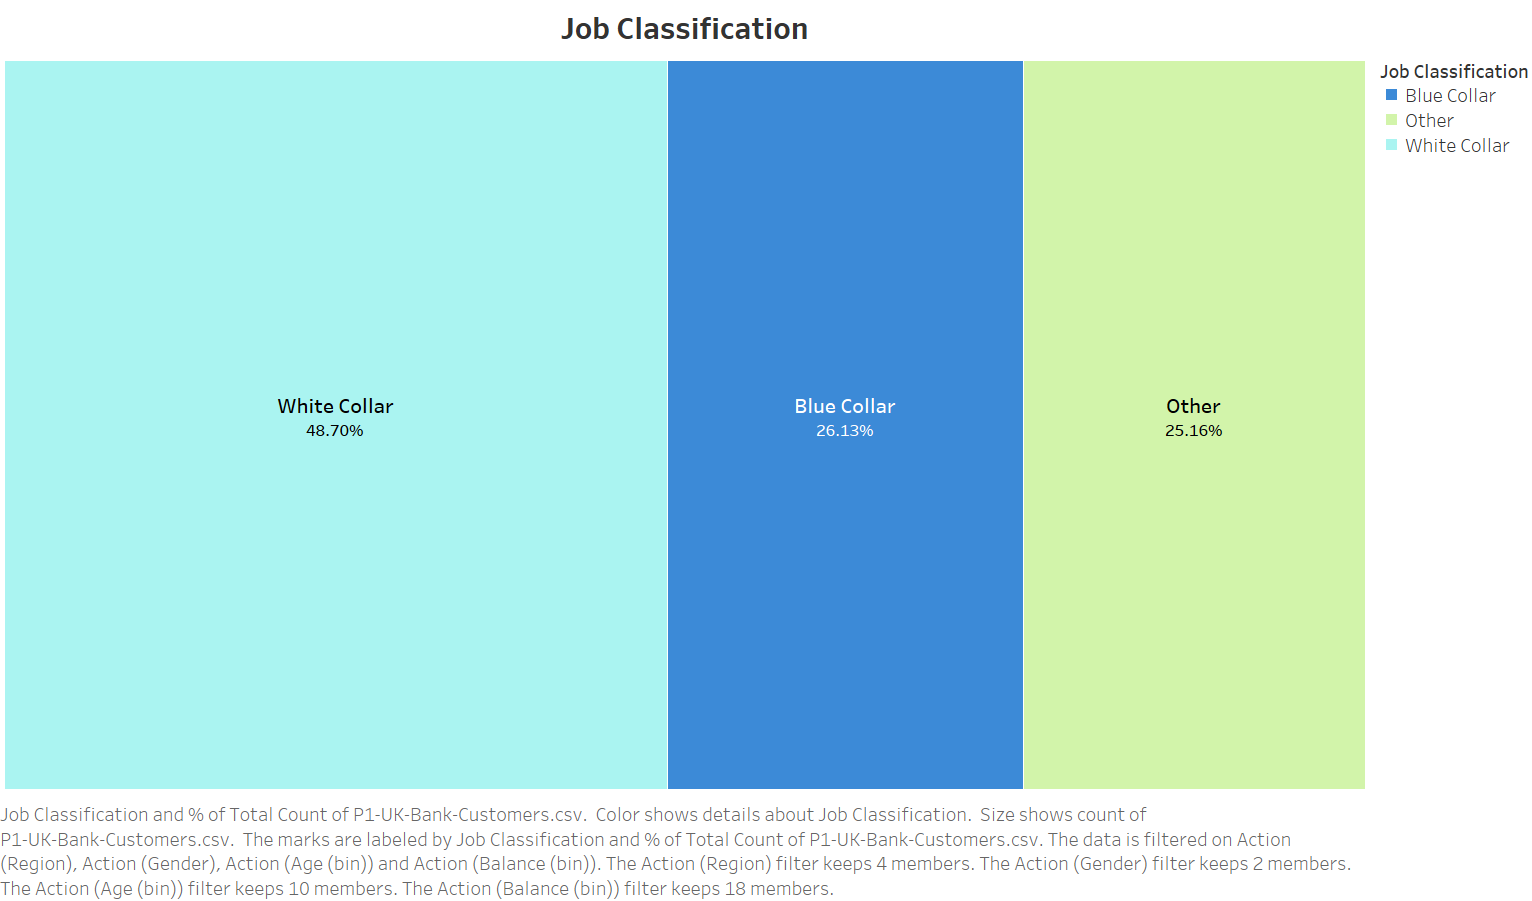 Job Classification
Job Classification
Blue Collar
Other
White Collar
White Collar
48.70%
Blue Collar
26.13%
Other
25.16%
Job Classification and % of Total Count of P1-UK-Bank-Customers.csv.  Color shows details about Job Classification.  Size shows count of
P1-UK-Bank-Customers.csv.  The marks are labeled by Job Classification and % of Total Count of P1-UK-Bank-Customers.csv. The data is filtered on Action
(Region), Action (Gender), Action (Age (bin)) and Action (Balance (bin)). The Action (Region) filter keeps 4 members. The Action (Gender) filter keeps 2 members.
The Action (Age (bin)) filter keeps 10 members. The Action (Balance (bin)) filter keeps 18 members.